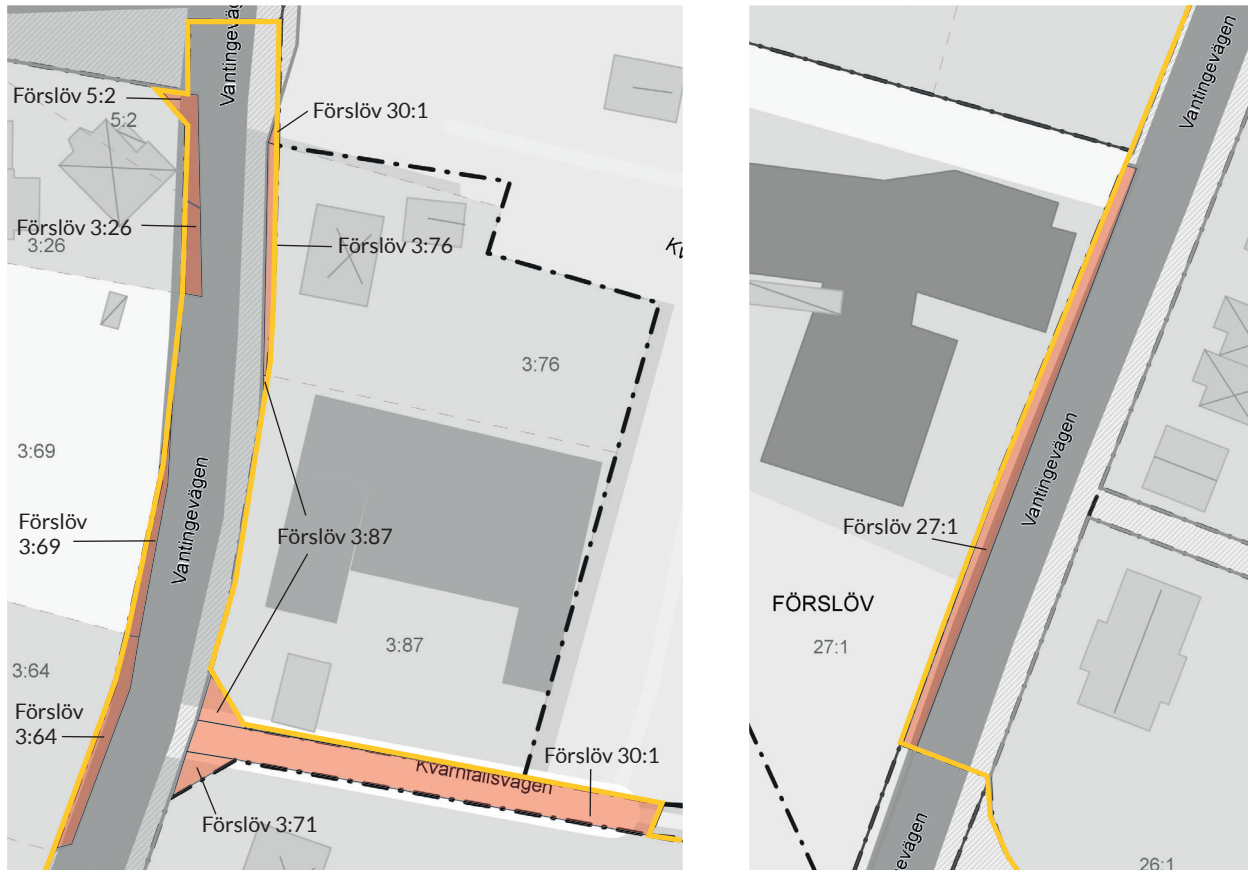 Vantingevägen
Förslöv 5:2
5:2
Förslöv 30:1
Förslöv 3:26
3:26
Förslöv 3:76
3:76
3:69
Förslöv
3:69
Vantingevägen
Förslöv 3:87
3:87
3:64
Förslöv
3:64
Förslöv 30:1
Kvarnfallsvägen
Förslöv 3:71
Vantingevägen
Vantingevägen
Förslöv 27:1
FÖRSLÖV
27:1
gevägen
26:1